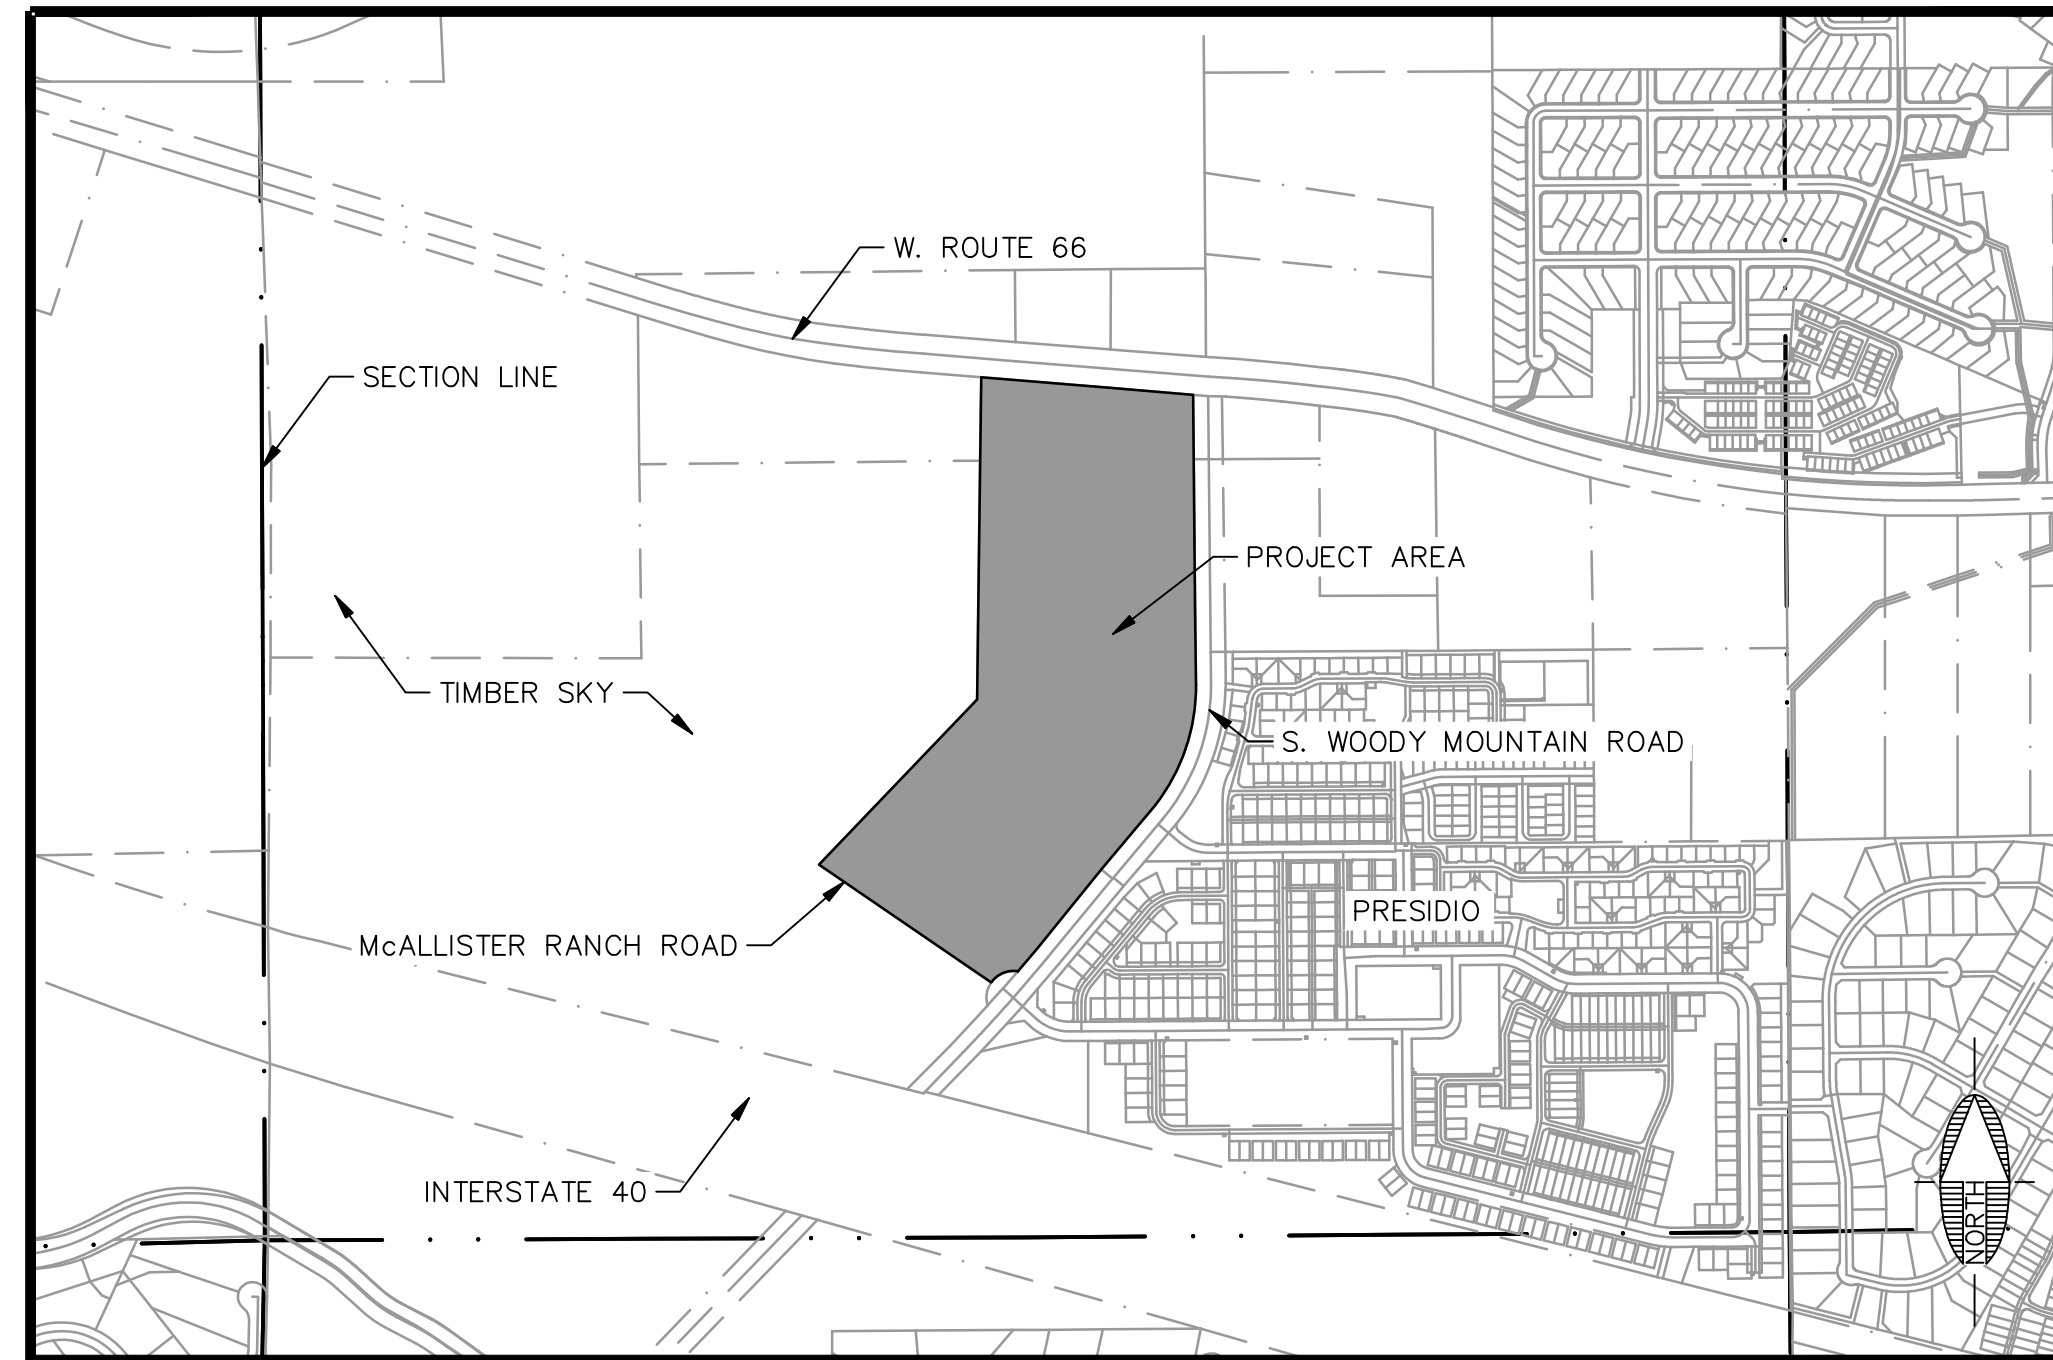 W. ROUTE 66
SECTION LINE
PROJECT AREA
TIMBER SKY
S. WOODY MOUNTAIN ROAD
PRESIDIO
McALLISTER RANCH ROAD
INTERSTATE 40
NORTH